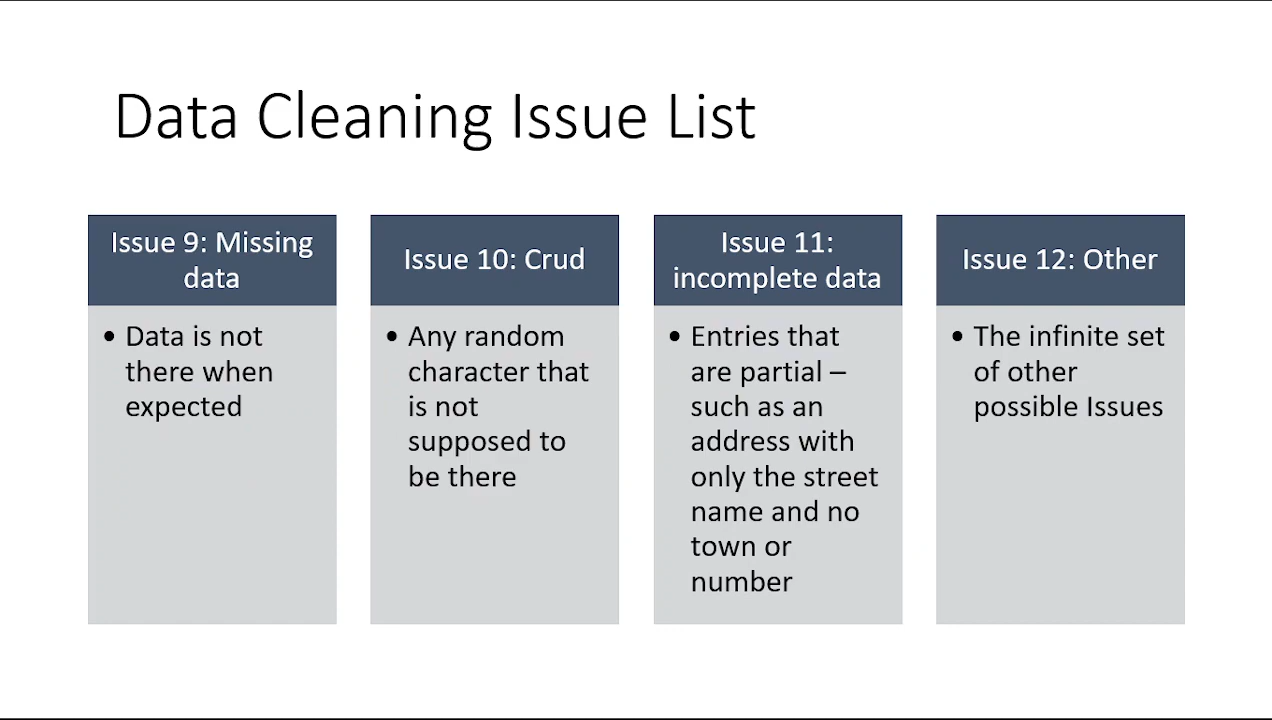 Data Cleaning Issue List
Issue 9: Missing
data
• Data is not
there when
expected
Issue 10: Crud
• Any random
character that
is not
supposed to
be there
Issue 11:
incomplete data
• Entries that
are partial –
such as an
address with
only the street
name and no
town or
number
Issue 12: Other
• The infinite set
of other
possible Issues